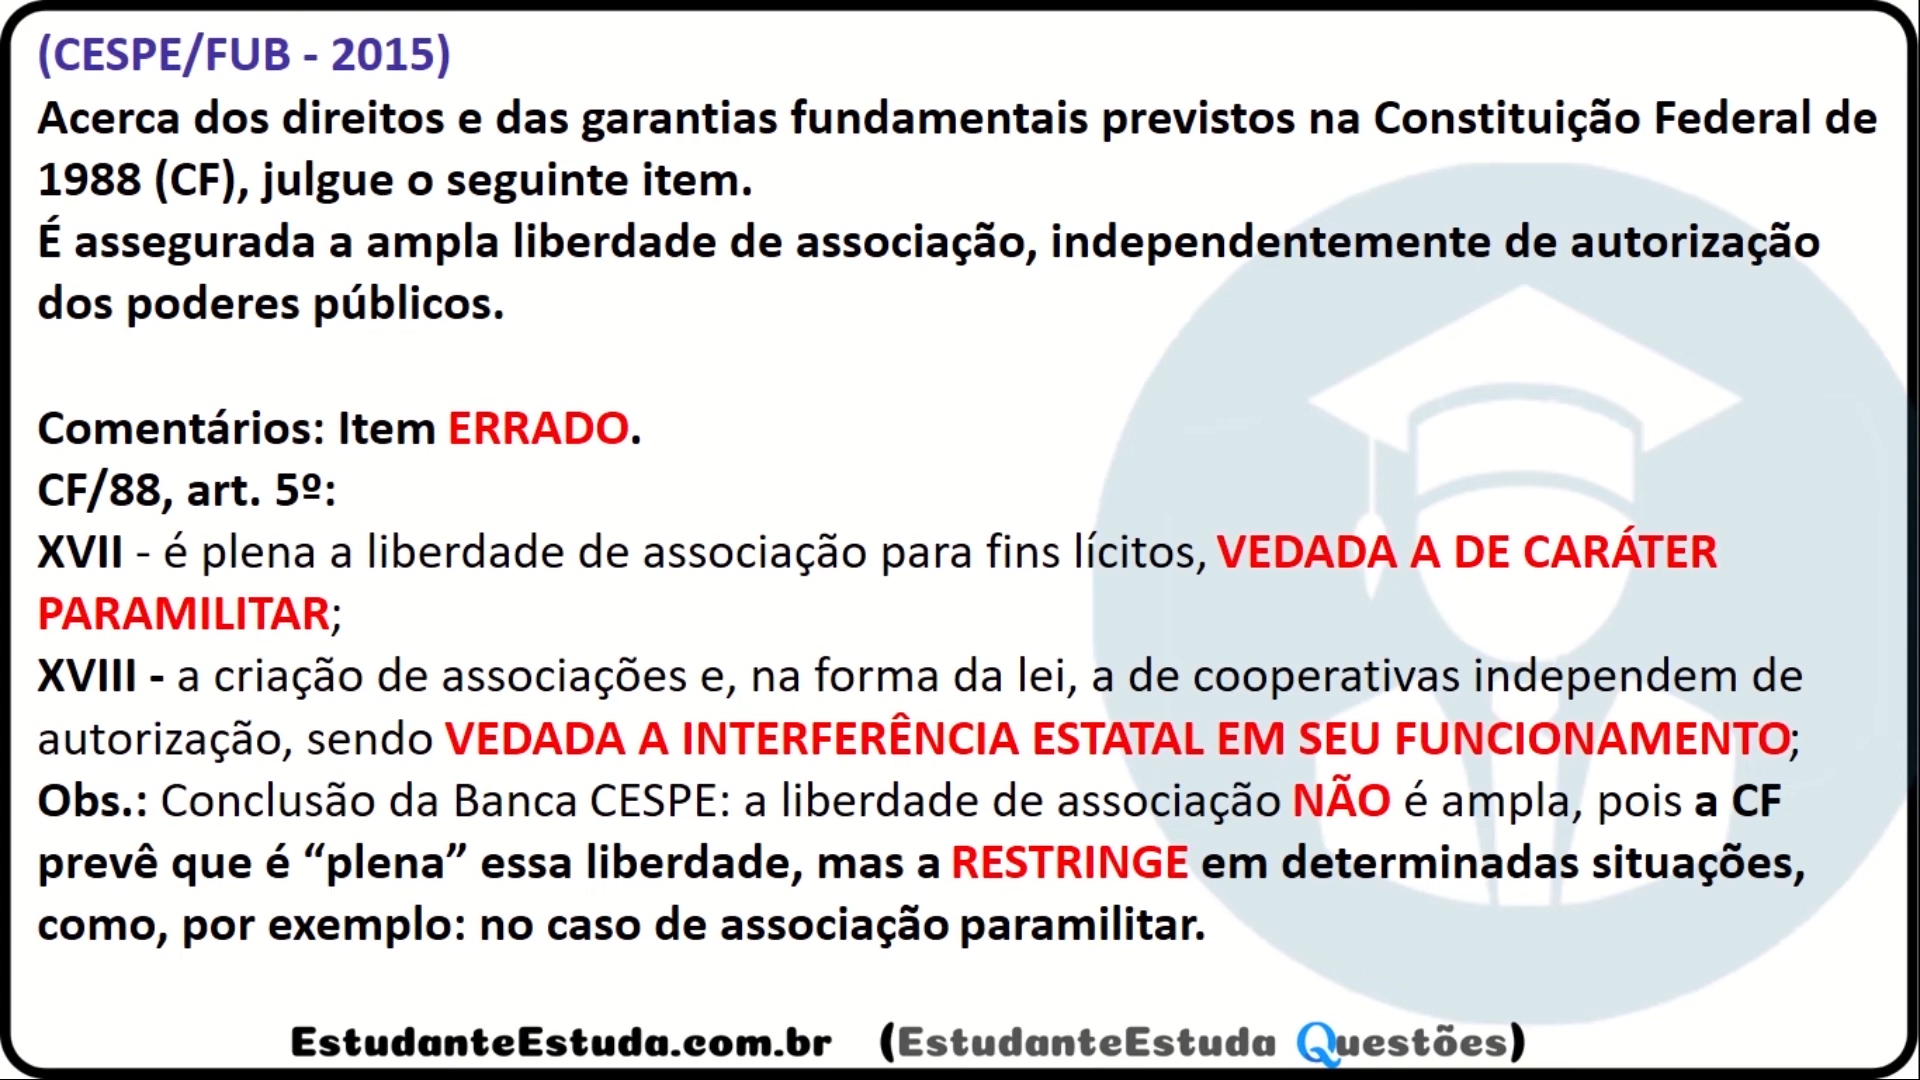 (CESPE/FUB - 2015)
Acerca dos direitos e das garantias fundamentais previstos na Constituição Federal de
1988 (CF), julgue o seguinte item.
É assegurada a ampla liberdade de associação, independentemente de autorização
dos poderes públicos.
Comentários: Item ERRADO.
CF/88, art. 5º:
XVII - é plena a liberdade de associação para fins lícitos, VEDADA A DE CARÁTER
PARAMILITAR;
XVIII - a criação de associações e, na forma da lei, a de cooperativas independem de
autorização, sendo VEDADA A INTERFERÊNCIA ESTATAL EM SEU FUNCIONAMENTO;
Obs.: Conclusão da Banca CESPE: a liberdade de associação NÃO é ampla, pois a CF
prevê que é “plena” essa liberdade, mas a RESTRINGE em determinadas situações,
como, por exemplo: no caso de associação paramilitar.
EstudanteEstuda.com.br (EstudanteEstuda Questões)